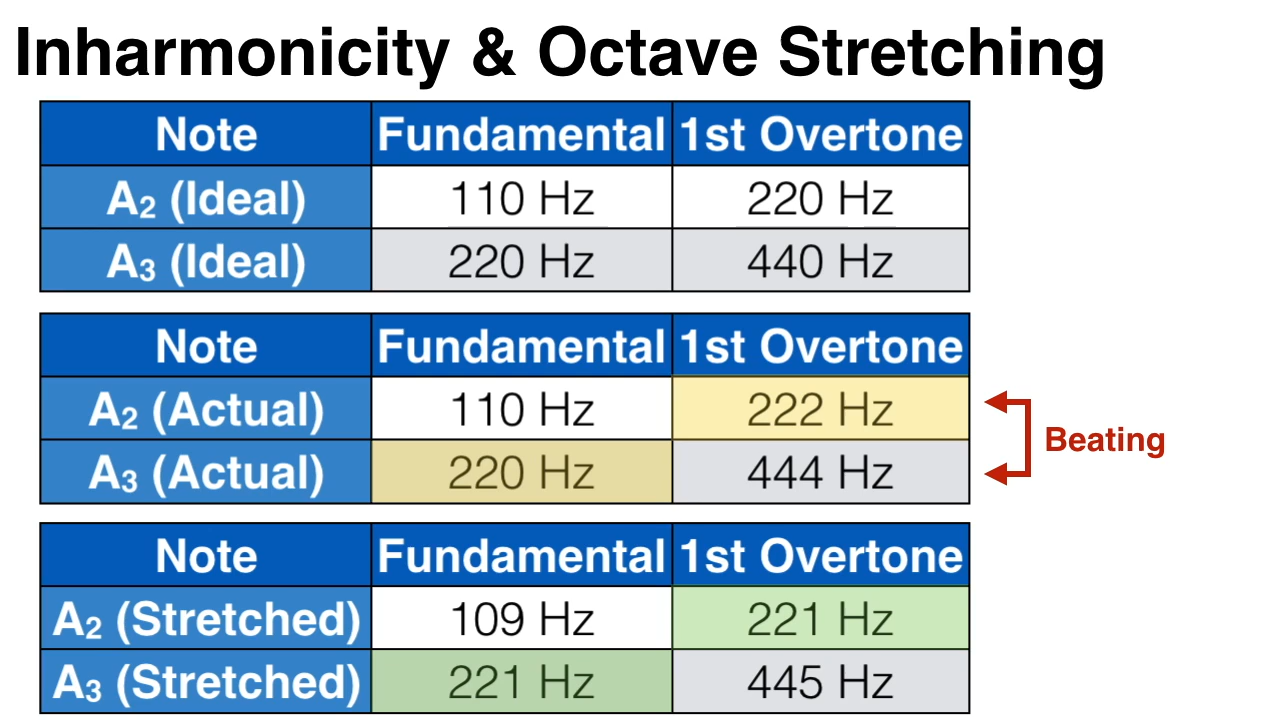 Inharmonicity & Octave Stretching
Note Fundamental 1st Overtone
A₂ (Ideal) 110 Hz 220 Hz
A₃ (Ideal) 220 Hz 440 Hz
Note Fundamental 1st Overtone
A₂ (Actual) 110 Hz 222 Hz
Beating
A₃ (Actual) 220 Hz 444 Hz
Note Fundamental 1st Overtone
A₂ (Stretched) 109 Hz 221 Hz
A₃ (Stretched) 221 Hz 445 Hz